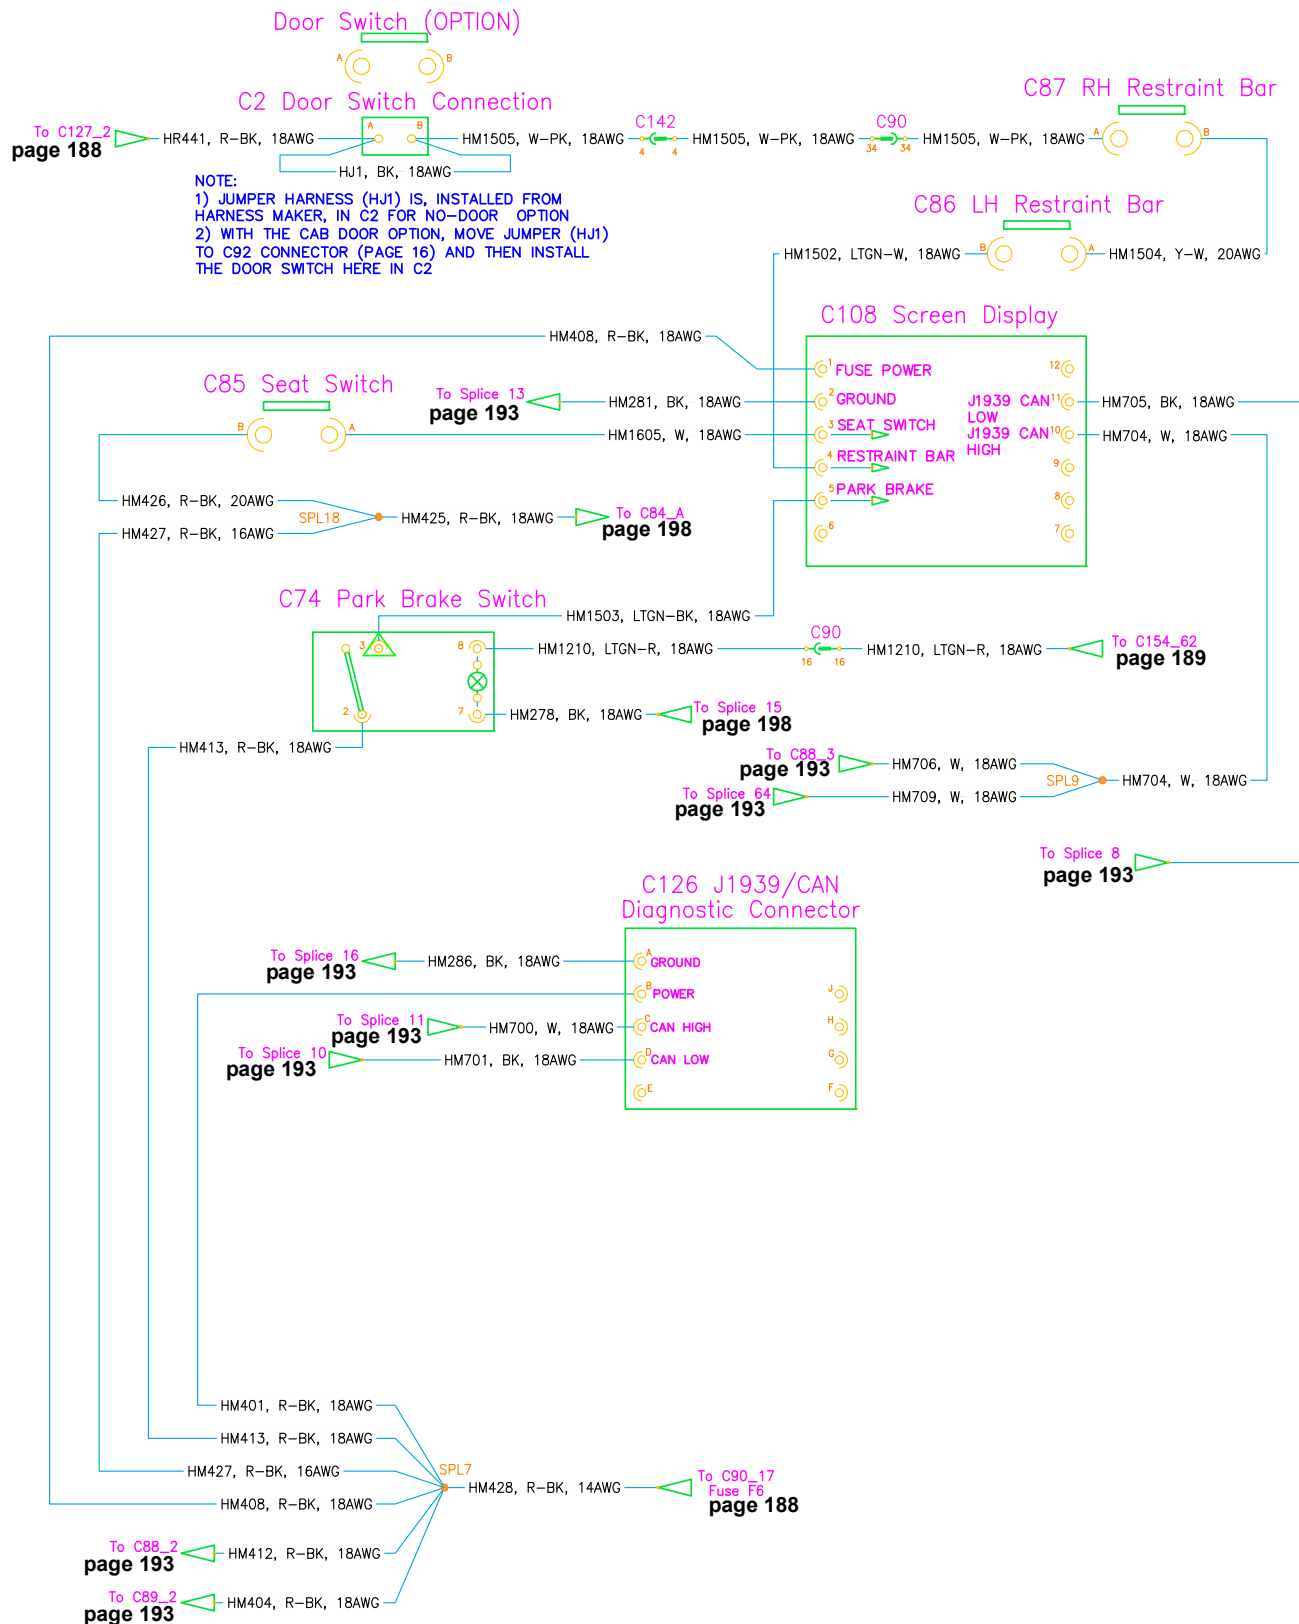 Door Switch (OPTION)
A B
C2 Door Switch Connection
C87 RH Restraint Bar
To C127_2
page 188
HR441, R-BK, 18AWG
A B
HM1505, W-PK, 18AWG
C142
4 4
HM1505, W-PK, 18AWG
C90
34 34
HM1505, W-PK, 18AWG
A B
HJ1, BK, 18AWG
NOTE:
1) JUMPER HARNESS (HJ1) IS, INSTALLED FROM
HARNESS MAKER, IN C2 FOR NO-DOOR OPTION
2) WITH THE CAB DOOR OPTION, MOVE JUMPER (HJ1)
TO C92 CONNECTOR (PAGE 16) AND THEN INSTALL
THE DOOR SWITCH HERE IN C2
C86 LH Restraint Bar
HM1502, LTGN-W, 18AWG
B A
HM1504, Y-W, 20AWG
C108 Screen Display
HM408, R-BK, 18AWG
1 FUSE POWER
12
C85 Seat Switch
To Splice 13
page 193
HM281, BK, 18AWG
2 GROUND
J1939 CAN 11
LOW
HM705, BK, 18AWG
B A
HM1605, W, 18AWG
3 SEAT SWITCH
J1939 CAN 10
HIGH
HM704, W, 18AWG
4 RESTRAINT BAR
9
HM426, R-BK, 20AWG
5 PARK BRAKE
8
SPL18
HM425, R-BK, 18AWG
To C84_A
page 198
HM427, R-BK, 16AWG
6
7
C74 Park Brake Switch
HM1503, LTGN-BK, 18AWG
3 1
8
HM1210, LTGN-R, 18AWG
C90
16 16
HM1210, LTGN-R, 18AWG
To C154_62
page 189
2
7
HM278, BK, 18AWG
To Splice 15
page 198
HM413, R-BK, 18AWG
To C88_3
page 193
HM706, W, 18AWG
SPL9
HM704, W, 18AWG
To Splice 64
page 193
HM709, W, 18AWG
To Splice 8
page 193
C126 J1939/CAN
Diagnostic Connector
To Splice 16
page 193
HM286, BK, 18AWG
A GROUND
B POWER
J
To Splice 11
page 193
HM700, W, 18AWG
C CAN HIGH
H
To Splice 10
page 193
HM701, BK, 18AWG
D CAN LOW
G
E
F
HM401, R-BK, 18AWG
HM413, R-BK, 18AWG
HM427, R-BK, 16AWG
SPL7
HM428, R-BK, 14AWG
To C90_17
Fuse F6
page 188
HM408, R-BK, 18AWG
To C88_2
page 193
HM412, R-BK, 18AWG
To C89_2
page 193
HM404, R-BK, 18AWG